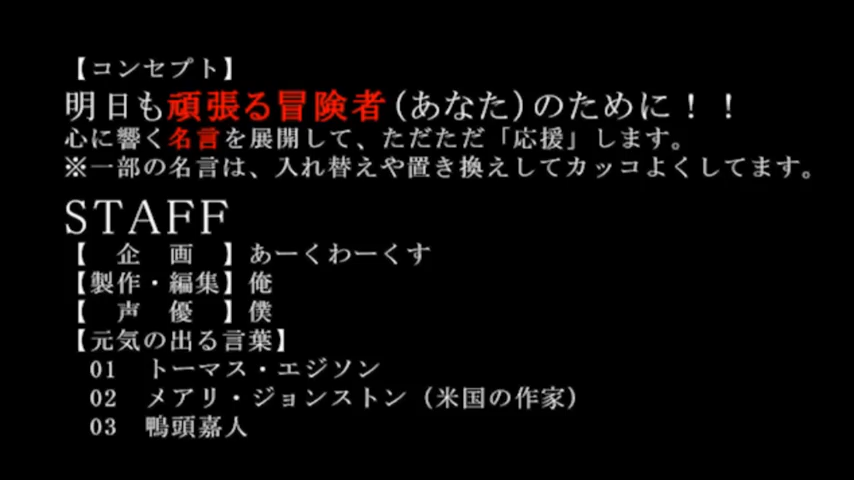 【コンセプト】
明日も頑張る冒険者(あなた)のために！！
心に響く名言を展開して、ただただ「応援」します。
※一部の名言は、入れ替えや置き換えしてカッコよくしてます。
STAFF
【　企　画　】あーくわーくす
【製作・編集】俺
【　声　優　】僕
【元気の出る言葉】
01　トーマス・エジソン
02　メアリ・ジョンストン（米国の作家）
03　鴨頭嘉人